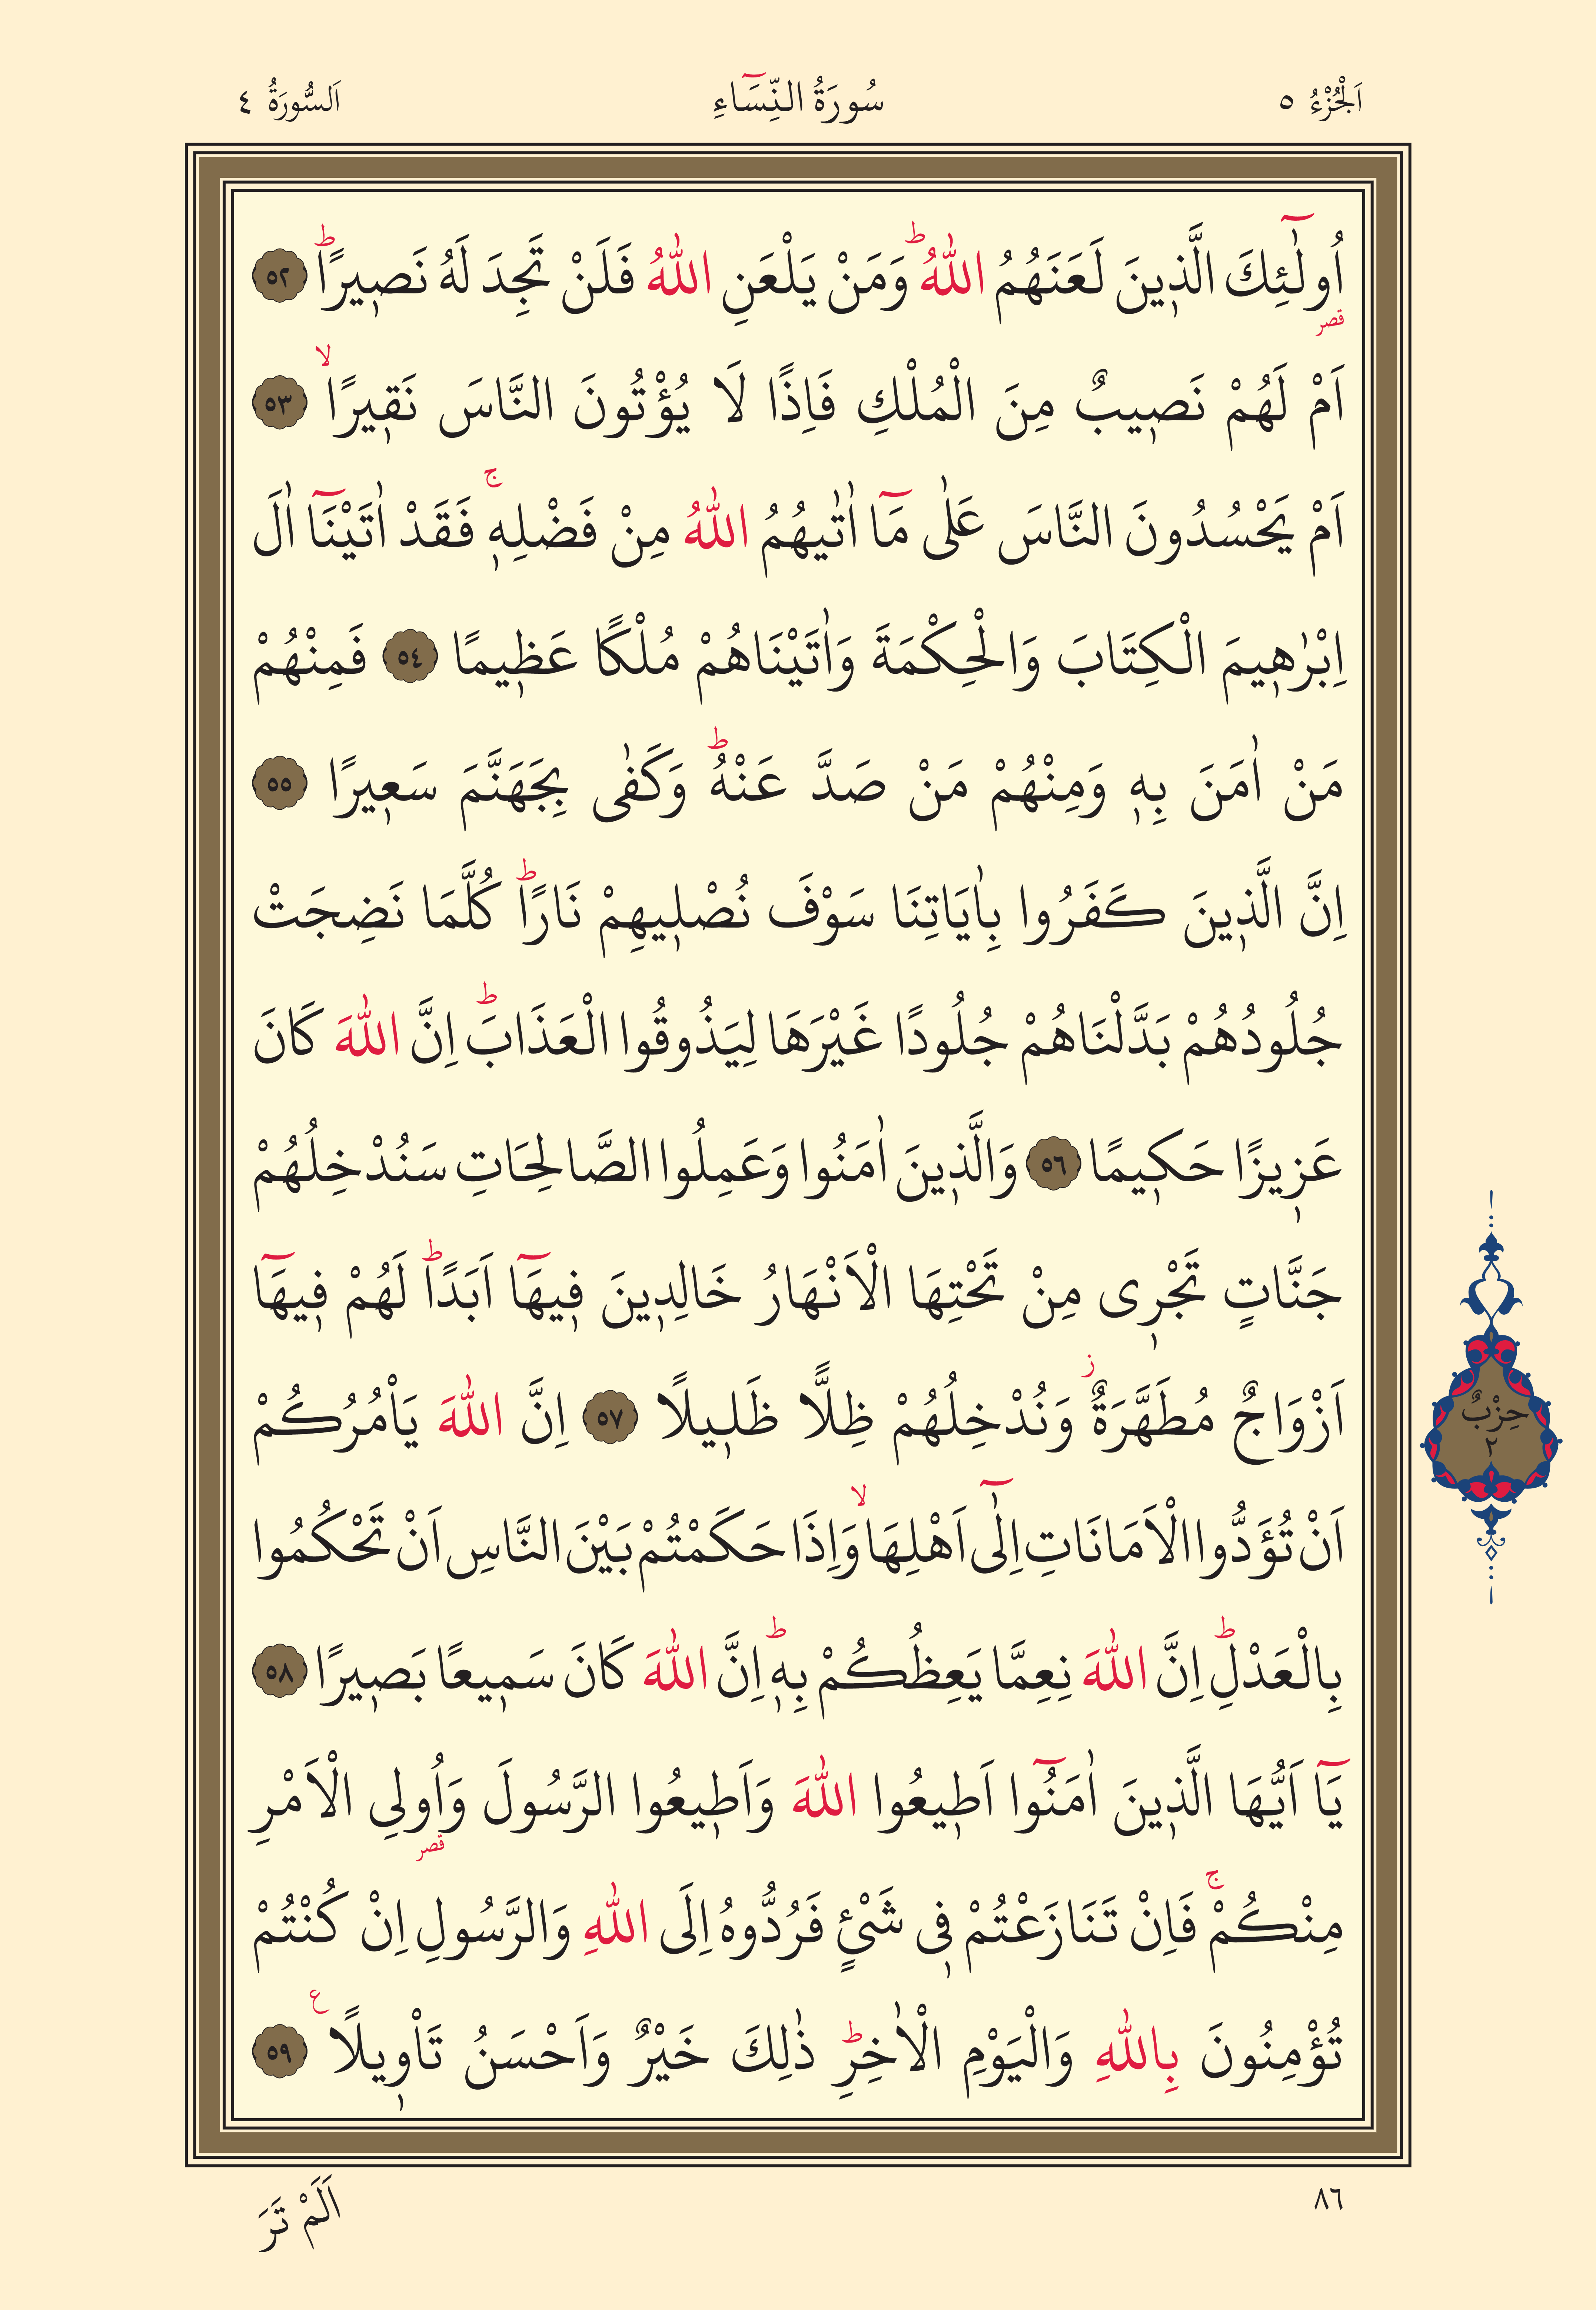 اَلْجُزْءُ ٥
سُورَةُ النِّسَٓاءِ
اَلسُّورَةُ ٤
اُو۬لٰٓئِكَ الَّذ۪ينَ لَعَنَهُمُ اللّٰهُۜ وَمَنْ يَلْعَنِ اللّٰهُ فَلَنْ تَجِدَ لَهُ نَص۪يرًاۜ ﴿٥٢﴾
قصر
اَمْ لَهُمْ نَص۪يبٌ مِنَ الْمُلْكِ فَاِذًا لَا يُؤْتُونَ النَّاسَ نَق۪يرًاۙ ﴿٥٣﴾
اَمْ يَحْسُدُونَ النَّاسَ عَلٰى مَٓا اٰتٰيهُمُ اللّٰهُ مِنْ فَضْلِه۪ۚ فَقَدْ اٰتَيْنَٓا اٰلَ
اِبْرٰه۪يمَ الْكِتَابَ وَالْحِكْمَةَ وَاٰتَيْنَاهُمْ مُلْكًا عَظ۪يمًا ﴿٥٤﴾ فَمِنْهُمْ
مَنْ اٰمَنَ بِه۪ وَمِنْهُمْ مَنْ صَدَّ عَنْهُۜ وَكَفٰى بِجَهَنَّمَ سَع۪يرًا ﴿٥٥﴾
اِنَّ الَّذ۪ينَ كَفَرُوا بِاٰيَاتِنَا سَوْفَ نُصْل۪يهِمْ نَارًاۜ كُلَّمَا نَضِجَتْ
جُلُودُهُمْ بَدَّلْنَاهُمْ جُلُودًا غَيْرَهَا لِيَذُوقُوا الْعَذَابَۜ اِنَّ اللّٰهَ كَانَ
عَز۪يزًا حَك۪يمًا ﴿٥٦﴾ وَالَّذ۪ينَ اٰمَنُوا وَعَمِلُوا الصَّالِحَاتِ سَنُدْخِلُهُمْ
جَنَّاتٍ تَجْر۪ي مِنْ تَحْتِهَا الْاَنْهَارُ خَالِد۪ينَ ف۪يهَٓا اَبَدًاۜ لَهُمْ ف۪يهَٓا
اَزْوَاجٌ مُطَهَّرَةٌۘ وَنُدْخِلُهُمْ ظِلًّا ظَل۪يلًا ﴿٥٧﴾ اِنَّ اللّٰهَ يَأْمُرُكُمْ
حِزْبٌ
٢
اَنْ تُؤَدُّوا الْاَمَانَاتِ اِلٰٓى اَهْلِهَاۙ وَاِذَا حَكَمْتُمْ بَيْنَ النَّاسِ اَنْ تَحْكُمُوا
بِالْعَدْلِۜ اِنَّ اللّٰهَ نِعِمَّا يَعِظُكُمْ بِه۪ۜ اِنَّ اللّٰهَ كَانَ سَم۪يعًا بَص۪يرًا ﴿٥٨﴾
يَٓا اَيُّهَا الَّذ۪ينَ اٰمَنُٓوا اَط۪يعُوا اللّٰهَ وَاَط۪يعُوا الرَّسُولَ وَاُو۬لِي الْاَمْرِ
قصر
مِنْكُمْۚ فَاِنْ تَنَازَعْتُمْ ف۪ي شَيْءٍ فَرُدُّوهُ اِلَى اللّٰهِ وَالرَّسُولِ اِنْ كُنْتُمْ
تُؤْمِنُونَ بِاللّٰهِ وَالْيَوْمِ الْاٰخِرِۜ ذٰلِكَ خَيْرٌ وَاَحْسَنُ تَأْو۪يلًا ع ﴿٥٩﴾
٨٦
اَلَمْ تَرَ